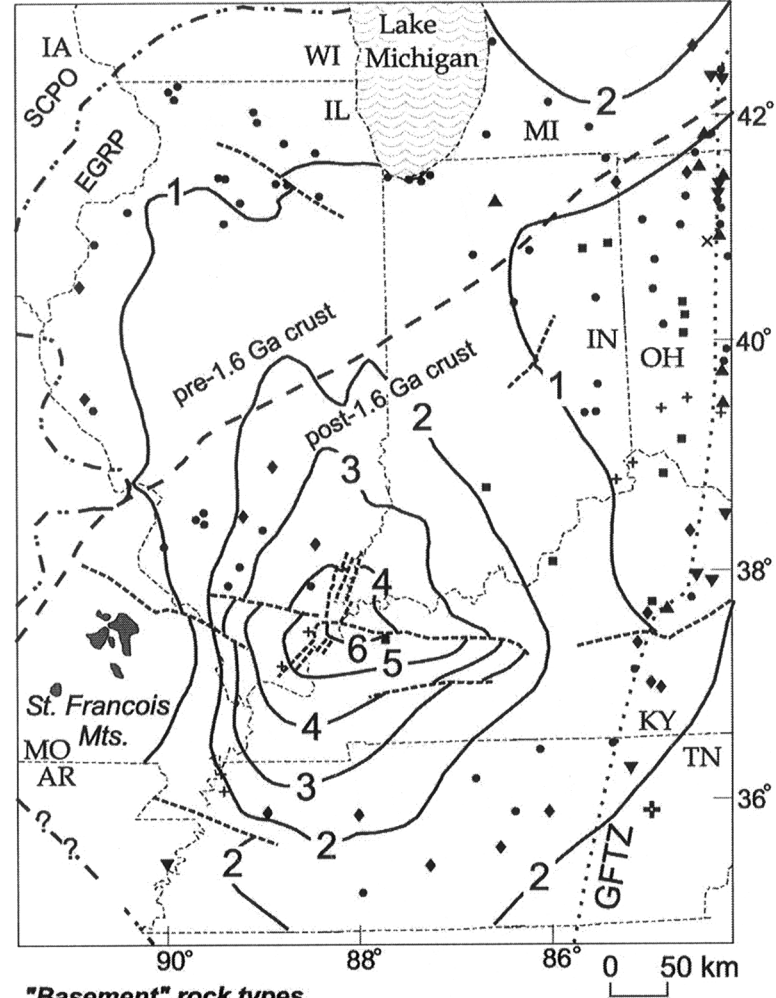 Lake
Michigan
IA
WI
SCPO
IL
2
42°
MI
EGRP
1
pre-1.6 Ga crust
40°
IN
OH
post-1.6 Ga crust
1
2
3
38°
4
6
5
St. Francois
Mts.
4
KY
MO
TN
AR
3
36°
?
?
2
2
2
GFTZ
90°
88°
86°
0 50 km
"Basement" rock types